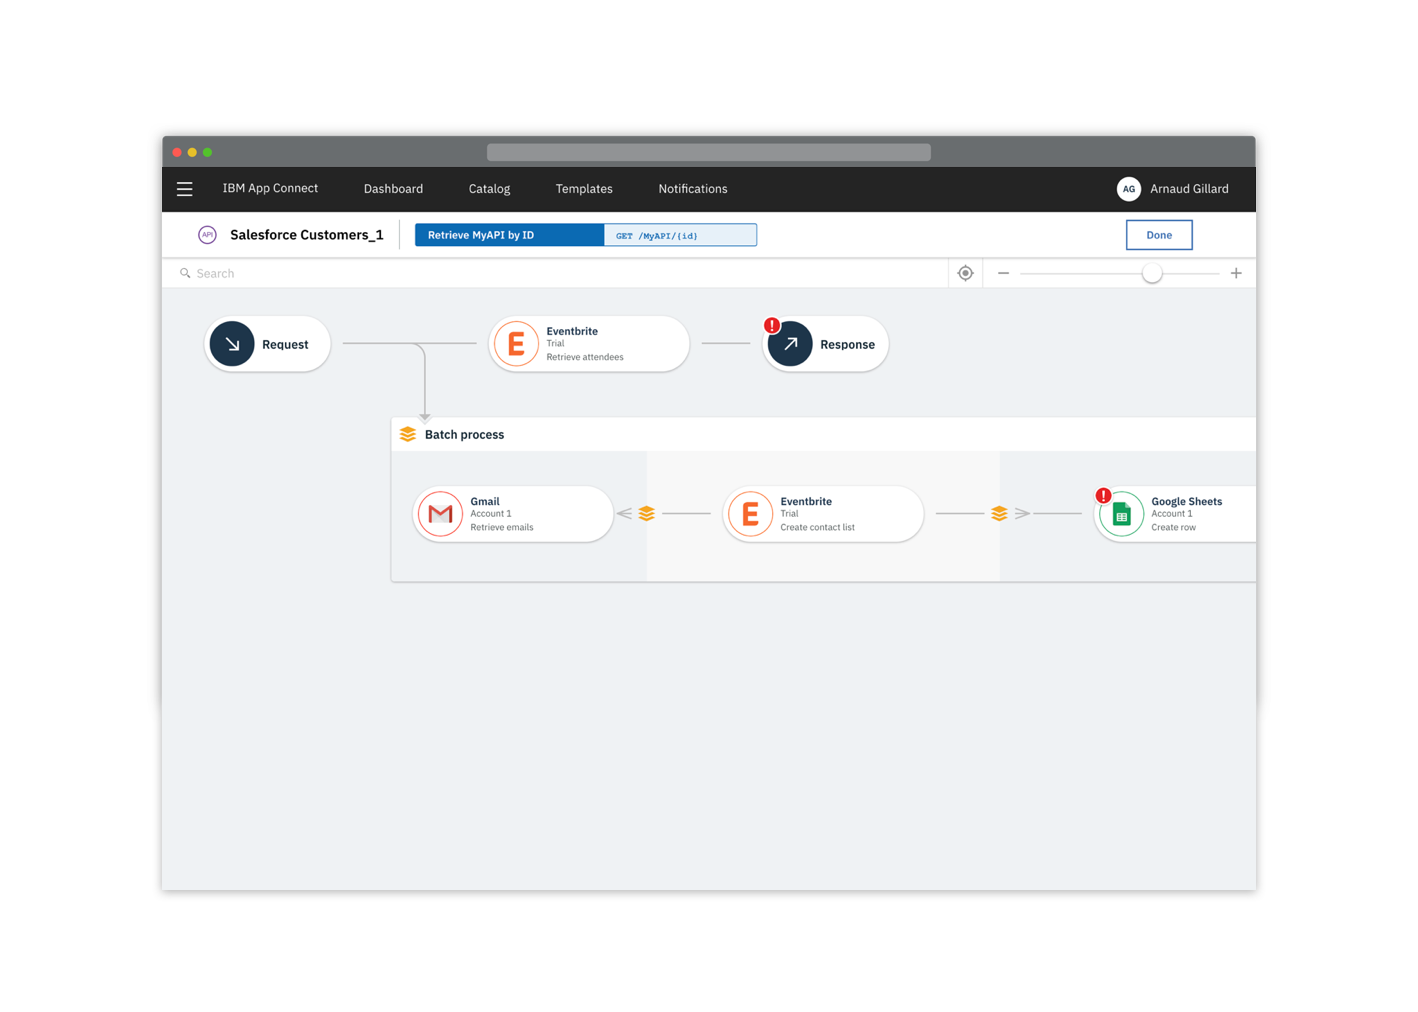 IBM App Connect Dashboard Catalog Templates Notifications AG Arnaud Gillard
API Salesforce Customers_1 Retrieve MyAPI by ID GET /MyAPI/{id} Done
Search
Request
Eventbrite
Trial
Retrieve attendees
! Response
Batch process
Gmail
Account 1
Retrieve emails
Eventbrite
Trial
Create contact list
! Google Sheets
Account 1
Create row